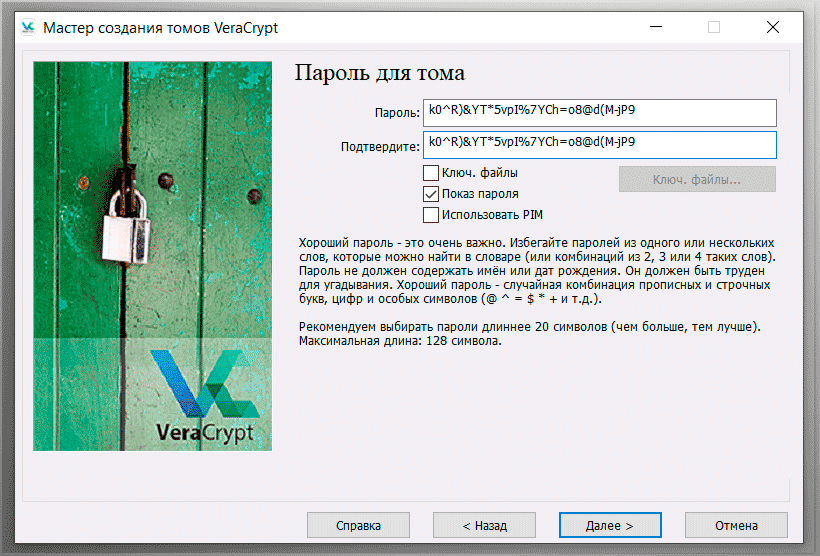 Мастер создания томов VeraCrypt
Пароль для тома
Пароль: k0^R)&YT*5vpI%7YCh=o8@d(M-jP9
Подтвердите: k0^R)&YT*5vpI%7YCh=o8@d(M-jP9
Ключ. файлы
Ключ. файлы...
Показ пароля
Использовать PIM
Хороший пароль - это очень важно. Избегайте паролей из одного или нескольких
слов, которые можно найти в словаре (или комбинаций из 2, 3 или 4 таких слов).
Пароль не должен содержать имён или дат рождения. Он должен быть труден
для угадывания. Хороший пароль - случайная комбинация прописных и строчных
букв, цифр и особых символов (@ ^ = $ * + и т.д.).
Рекомендуем выбирать пароли длиннее 20 символов (чем больше, тем лучше).
Максимальная длина: 128 символа.
VeraCrypt
Справка
< Назад
Далее >
Отмена